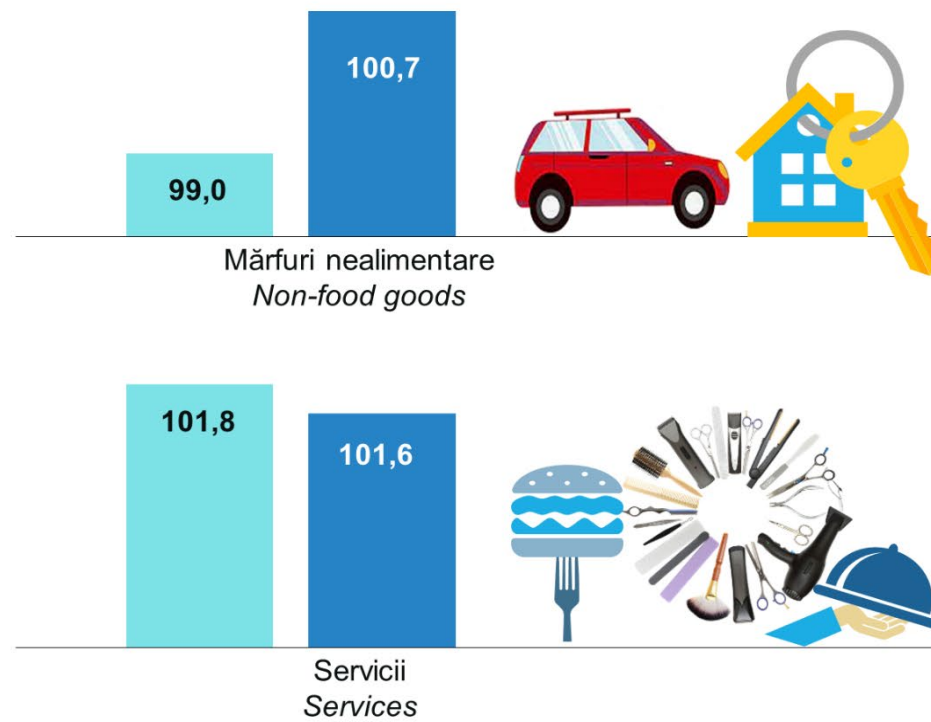 100,7
99,0
Mărfuri nealimentare
Non-food goods
101,8
101,6
Servicii
Services